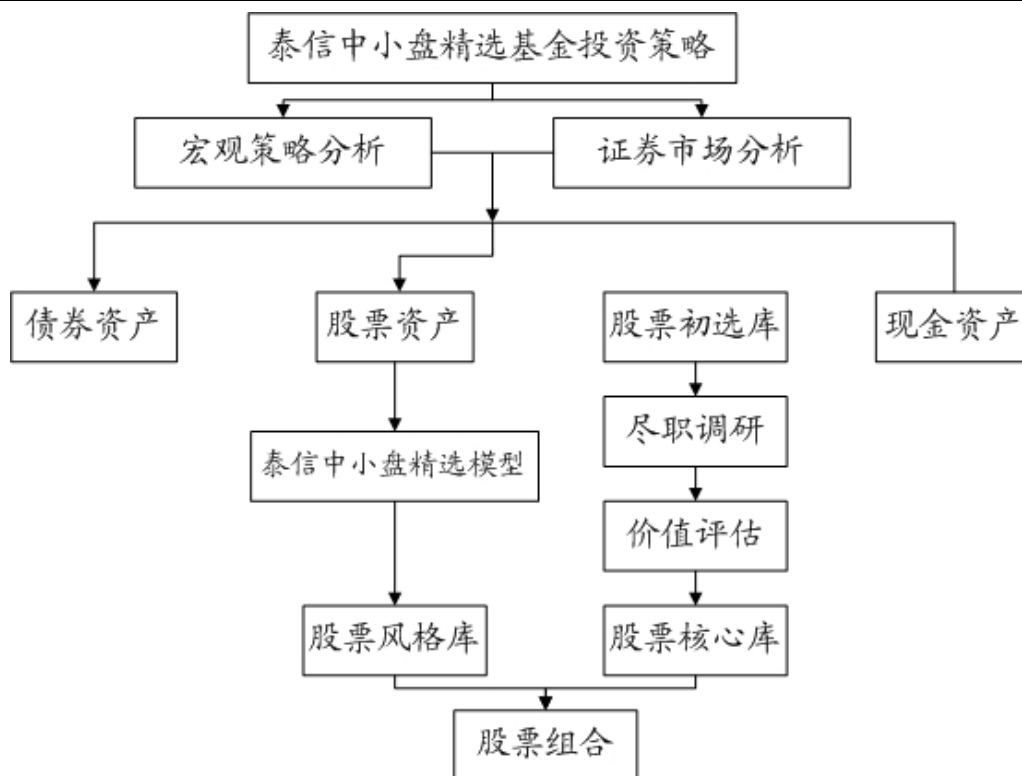 泰信中小盘精选基金投资策略
宏观策略分析
证券市场分析
债券资产
股票资产
股票初选库
现金资产
尽职调研
泰信中小盘精选模型
价值评估
股票风格库
股票核心库
股票组合